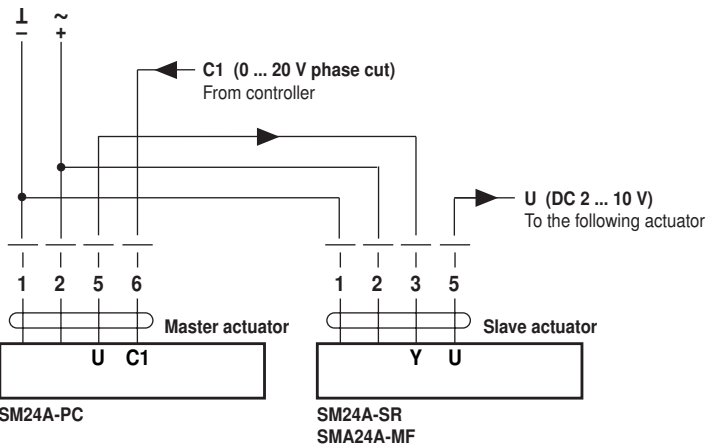 ⊥ ~
– +
C1 (0 ... 20 V phase cut)
From controller
U (DC 2 ... 10 V)
To the following actuator
1 2 5 6
1 2 3 5
Master actuator
Slave actuator
U C1
Y U
SM24A-PC
SM24A-SR
SMA24A-MF